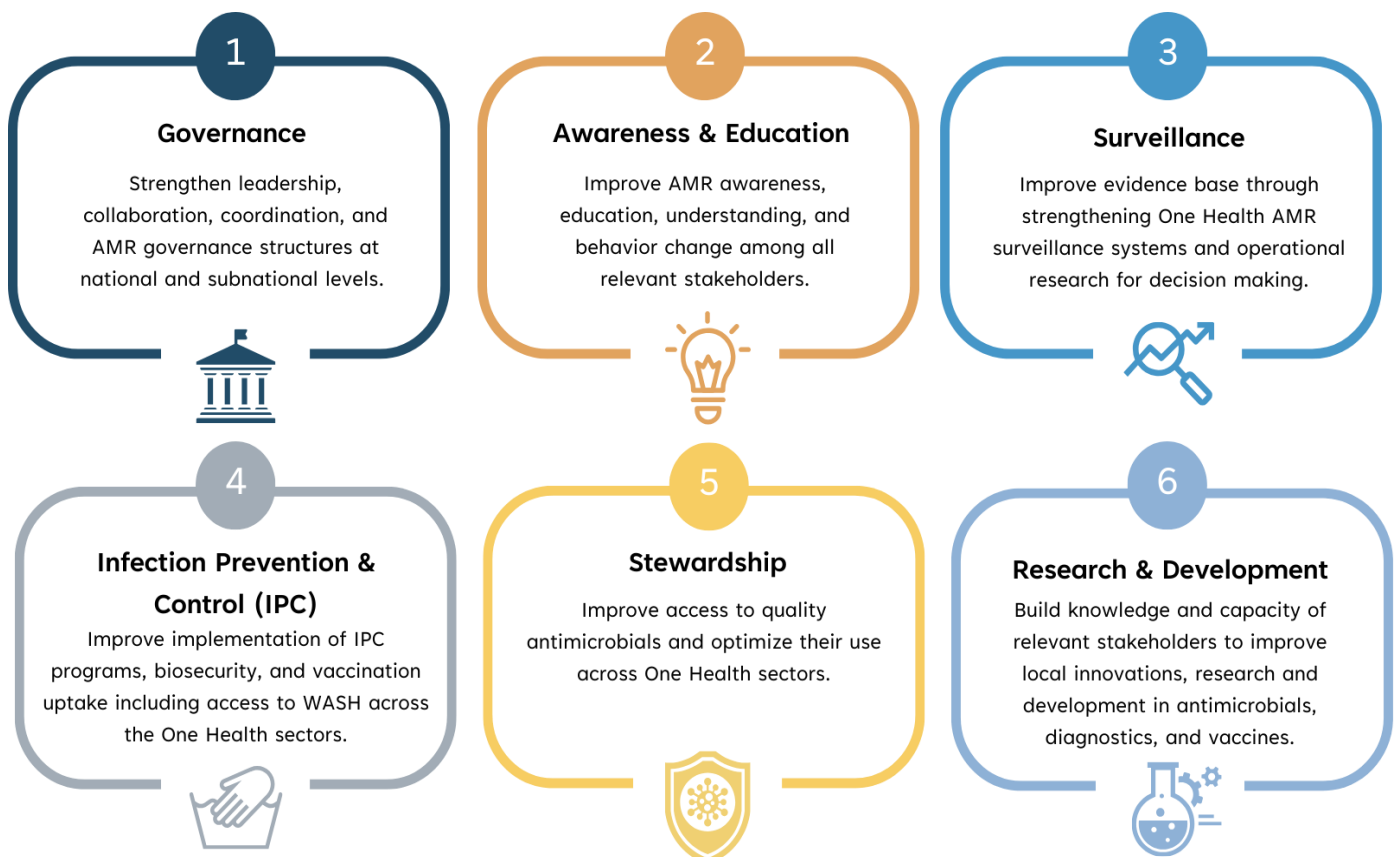 1
Governance
Strengthen leadership,
collaboration, coordination, and
AMR governance structures at
national and subnational levels.
2
Awareness & Education
Improve AMR awareness,
education, understanding, and
behavior change among all
relevant stakeholders.
3
Surveillance
Improve evidence base through
strengthening One Health AMR
surveillance systems and operational
research for decision making.
4
Infection Prevention &
Control (IPC)
Improve implementation of IPC
programs, biosecurity, and vaccination
uptake including access to WASH across
the One Health sectors.
5
Stewardship
Improve access to quality
antimicrobials and optimize their use
across One Health sectors.
6
Research & Development
Build knowledge and capacity of
relevant stakeholders to improve
local innovations, research and
development in antimicrobials,
diagnostics, and vaccines.